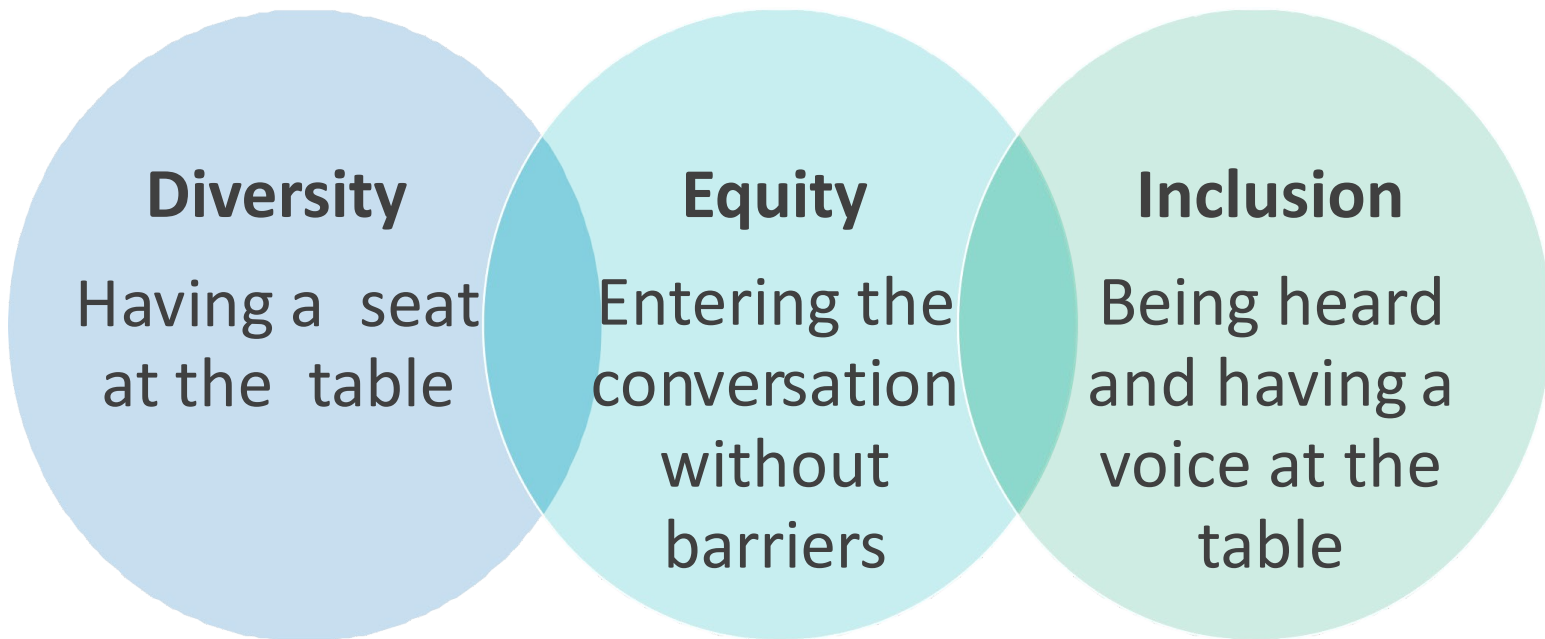 Diversity
Having a seat
at the table
Equity
Entering the
conversation
without
barriers
Inclusion
Being heard
and having a
voice at the
table